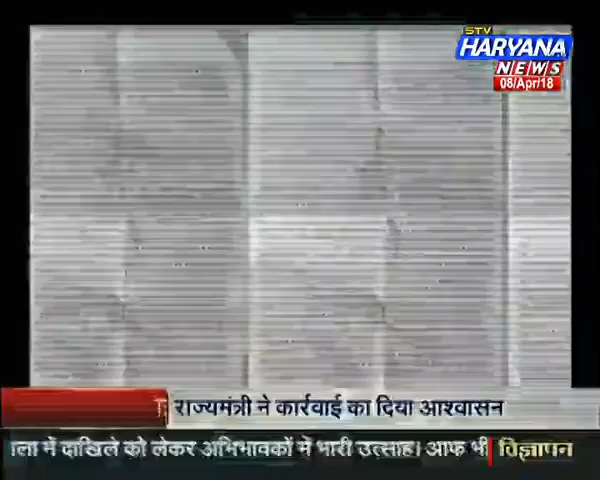 STV
HARYANA
NEWS
08/Apr/18
राज्यमंत्री ने कार्रवाई का दिया आश्वासन
ला में दाखिले को लेकर अभिभावकों में भारी उत्साह। आफ भी
विज्ञापन